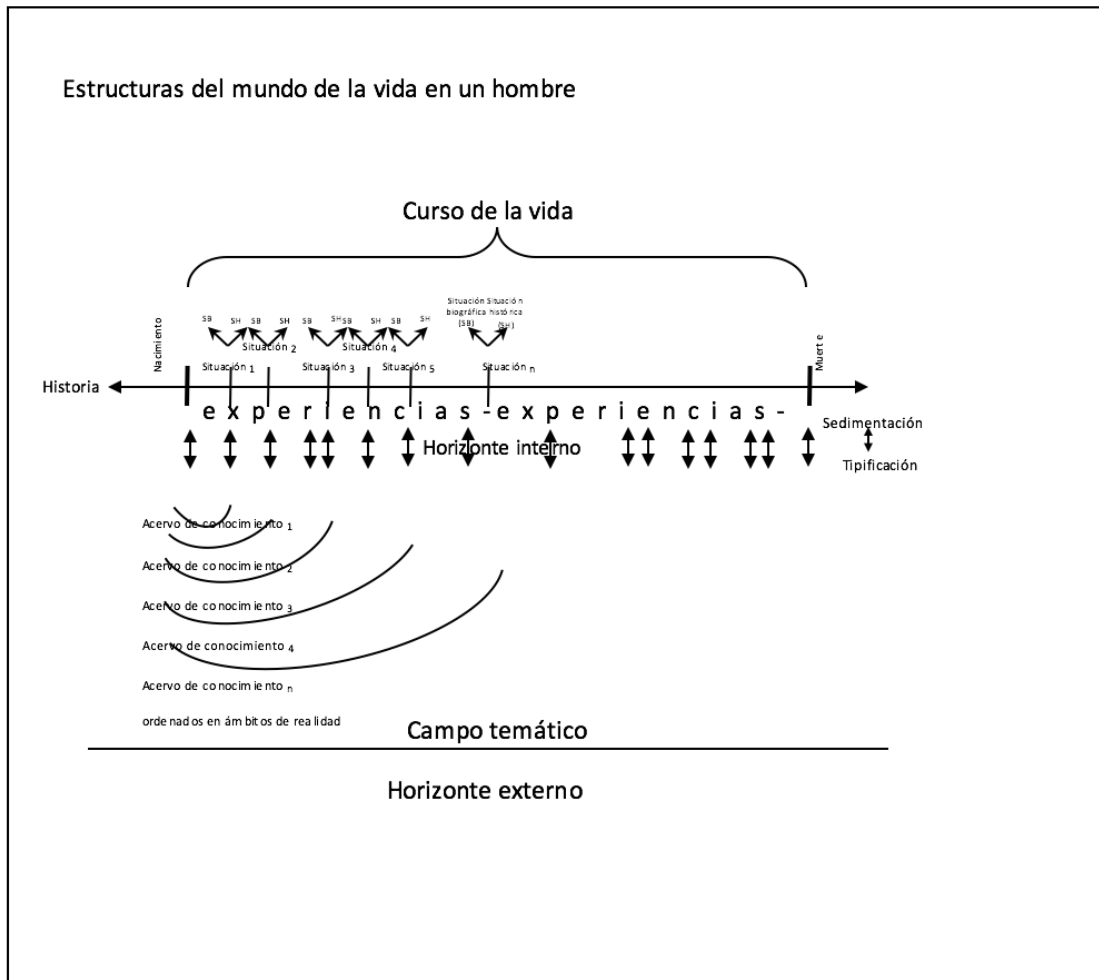 Estructuras del mundo de la vida en un hombre
Curso de la vida
Situación Situación
biográfica histórica
(SB) (SH)
SB SH SB SH SB SH SB SH SB SH
Nacimiento
Muerte
Situación 2 Situación 4
Situación 1 Situación 3 Situación 5 Situación n
Historia
experiencias-experiencias-
Sedimentación
Horizonte interno
Tipificación
Acervo de conocimiento 1
Acervo de conocimiento 2
Acervo de conocimiento 3
Acervo de conocimiento 4
Acervo de conocimiento n
ordenados en ámbitos de realidad
Campo temático
Horizonte externo